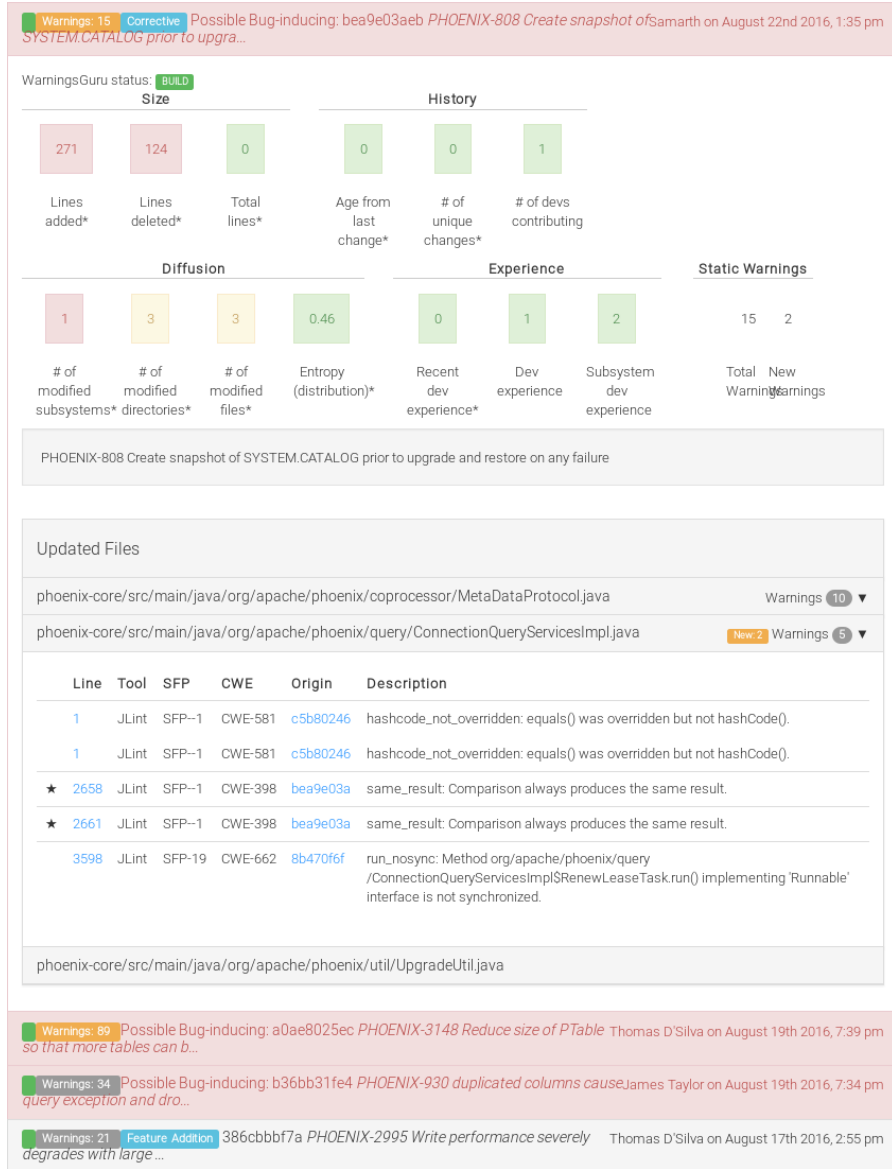 Warnings: 15 Corrective Possible Bug-inducing: bea9e03aeb PHOENIX-808 Create snapshot of Samarth on August 22nd 2016, 1:35 pm
SYSTEM.CATALOG prior to upgra...
WarningsGuru status: BUILD
Size History
271 124 0 0 0 1
Lines Lines Total Age from # of # of devs
added* deleted* lines* last unique contributing
change* changes*
Diffusion Experience Static Warnings
1 3 3 0.46 0 1 2 15 2
# of # of # of Entropy Recent Dev Subsystem Total New
modified modified modified (distribution)* dev experience dev Warnings Warnings
subsystems* directories* files* experience* experience
PHOENIX-808 Create snapshot of SYSTEM.CATALOG prior to upgrade and restore on any failure
Updated Files
phoenix-core/src/main/java/org/apache/phoenix/coprocessor/MetaDataProtocol.java Warnings 10 ▼
phoenix-core/src/main/java/org/apache/phoenix/query/ConnectionQueryServicesImpl.java New: 2 Warnings 5 ▼
Line Tool SFP CWE Origin Description
1 JLint SFP--1 CWE-581 c5b80246 hashcode_not_overridden: equals() was overridden but not hashCode().
1 JLint SFP--1 CWE-581 c5b80246 hashcode_not_overridden: equals() was overridden but not hashCode().
★ 2658 JLint SFP--1 CWE-398 bea9e03a same_result: Comparison always produces the same result.
★ 2661 JLint SFP--1 CWE-398 bea9e03a same_result: Comparison always produces the same result.
3598 JLint SFP-19 CWE-662 8b470f6f run_nosync: Method org/apache/phoenix/query
/ConnectionQueryServicesImpl$RenewLeaseTask.run() implementing 'Runnable'
interface is not synchronized.
phoenix-core/src/main/java/org/apache/phoenix/util/UpgradeUtil.java
Warnings: 89 Possible Bug-inducing: a0ae8025ec PHOENIX-3148 Reduce size of PTable Thomas D'Silva on August 19th 2016, 7:39 pm
so that more tables can b...
Warnings: 34 Possible Bug-inducing: b36bb31fe4 PHOENIX-930 duplicated columns cause James Taylor on August 19th 2016, 7:34 pm
query exception and dro...
Warnings: 21 Feature Addition 386cbbbf7a PHOENIX-2995 Write performance severely Thomas D'Silva on August 17th 2016, 2:55 pm
degrades with large ...